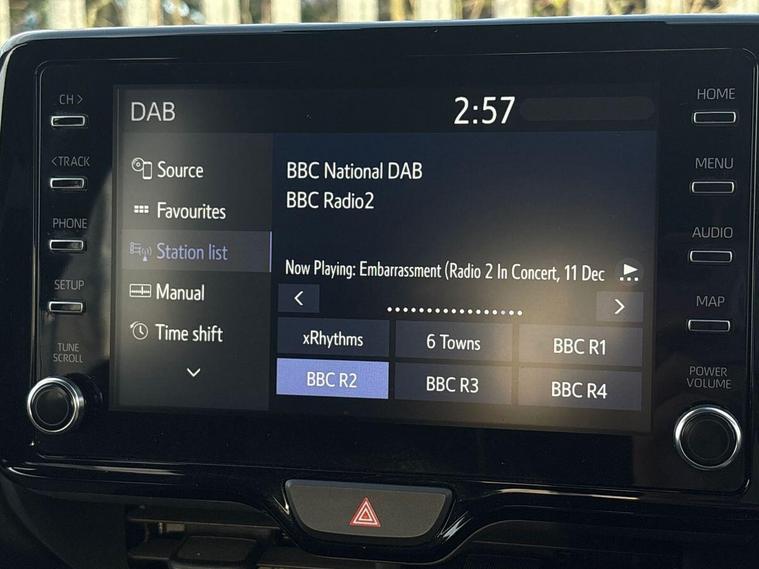 DAB 2:57
CH >
< TRACK
PHONE
SETUP
TUNE
SCROLL
Source
Favourites
Station list
Manual
Time shift
BBC National DAB
BBC Radio2
Now Playing: Embarrassment (Radio 2 In Concert, 11 Dec
xRhythms 6 Towns BBC R1
BBC R2 BBC R3 BBC R4
HOME
MENU
AUDIO
MAP
POWER
VOLUME